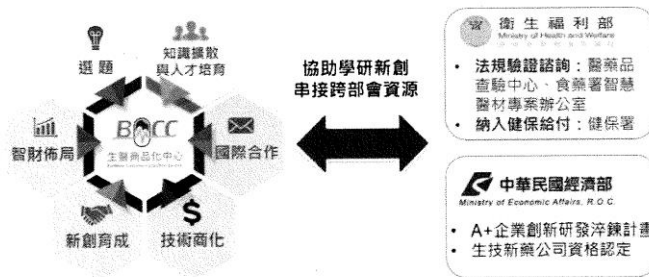 選題
知識擴散
與人才培育
智財佈局
BCC
生醫商品化中心
國際合作
新創育成
$
技術商化
協助學研新創
串接跨部會資源
衛生福利部
Ministry of Health and Welfare
• 法規驗證諮詢：醫藥品
查驗中心、食藥署智慧
醫材專案辦公室
• 納入健保給付：健保署
中華民國經濟部
Ministry of Economic Affairs, R.O.C.
• A+企業創新研發淬鍊計畫
• 生技新藥公司資格認定